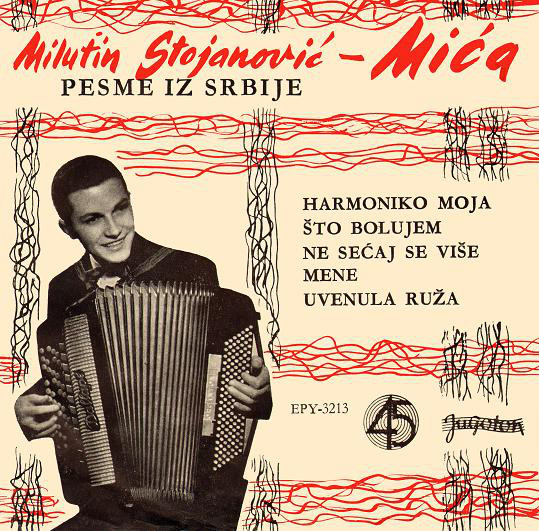 Milutin Stojanović – Mića
PESME IZ SRBIJE
HARMONIKO MOJA
ŠTO BOLUJEM
NE SEĆAJ SE VIŠE
MENE
UVENULA RUŽA
EPY-3213
45
jugoton